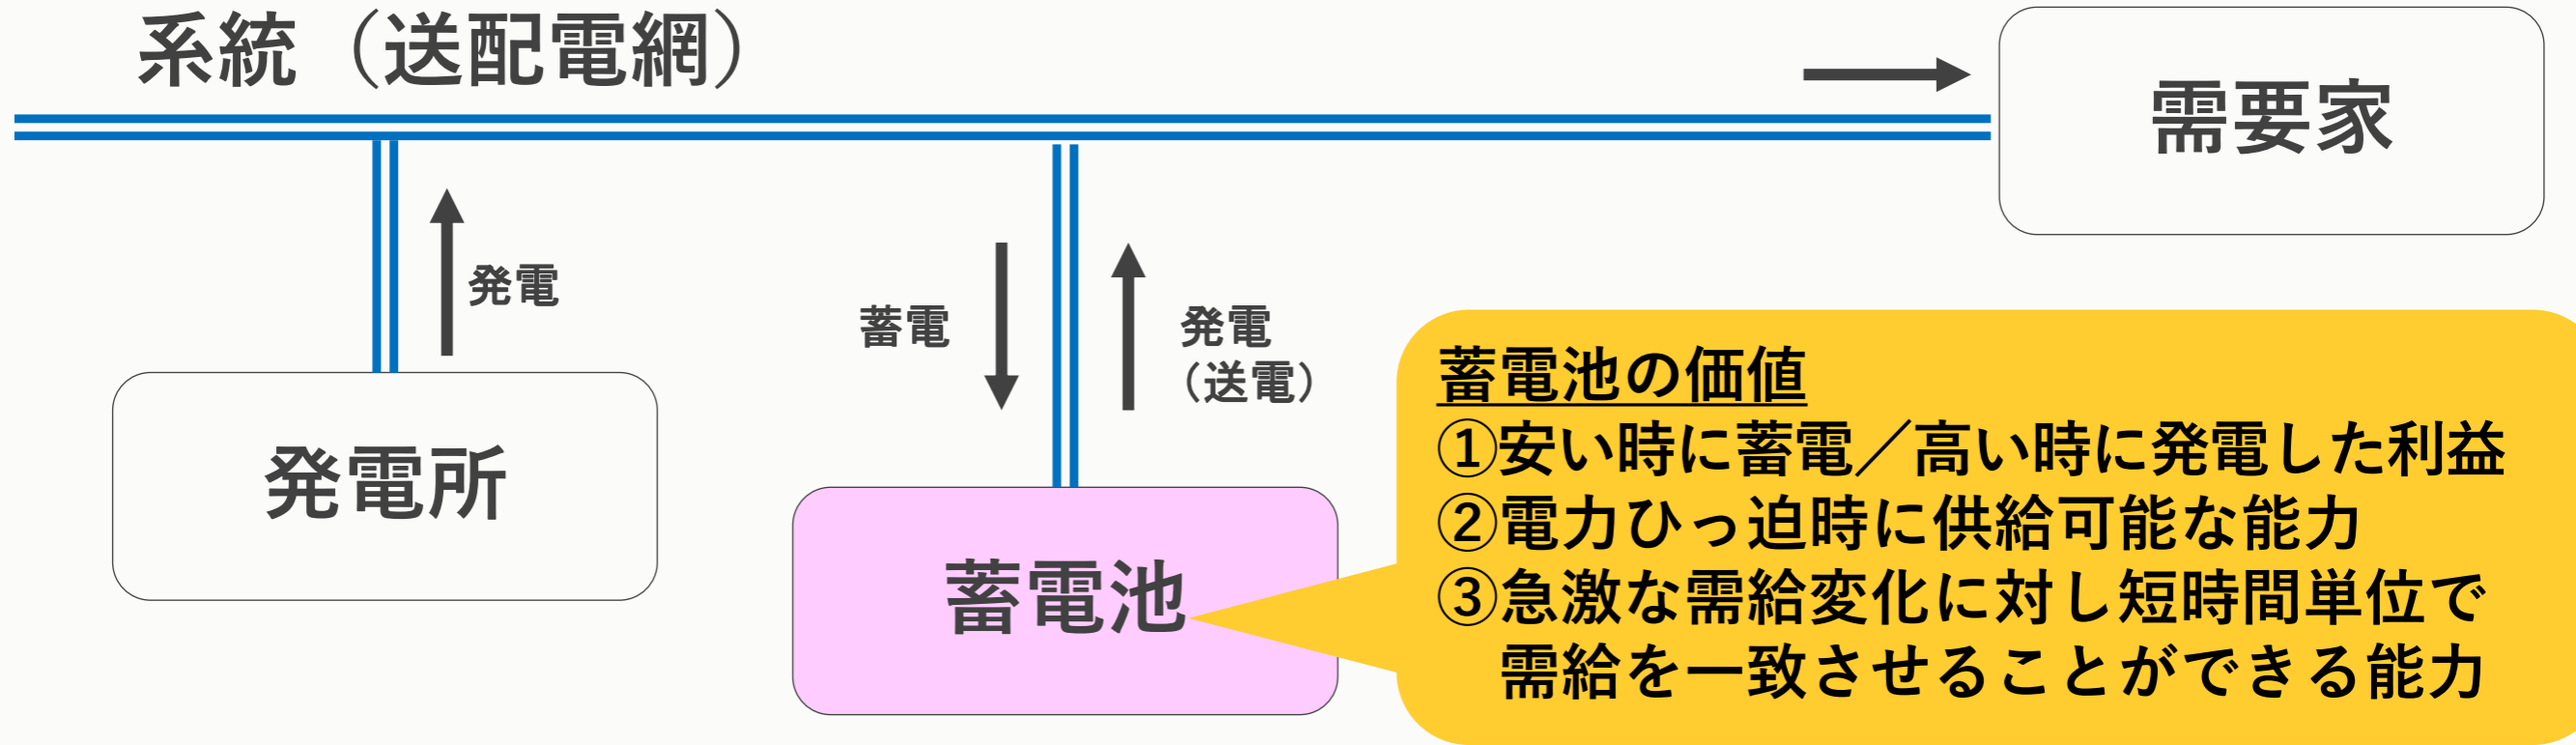 系統（送配電網）
需要家
発電
蓄電
発電
（送電）
発電所
蓄電池
蓄電池の価値
①安い時に蓄電／高い時に発電した利益
②電力ひっ迫時に供給可能な能力
③急激な需給変化に対し短時間単位で
需給を一致させることができる能力